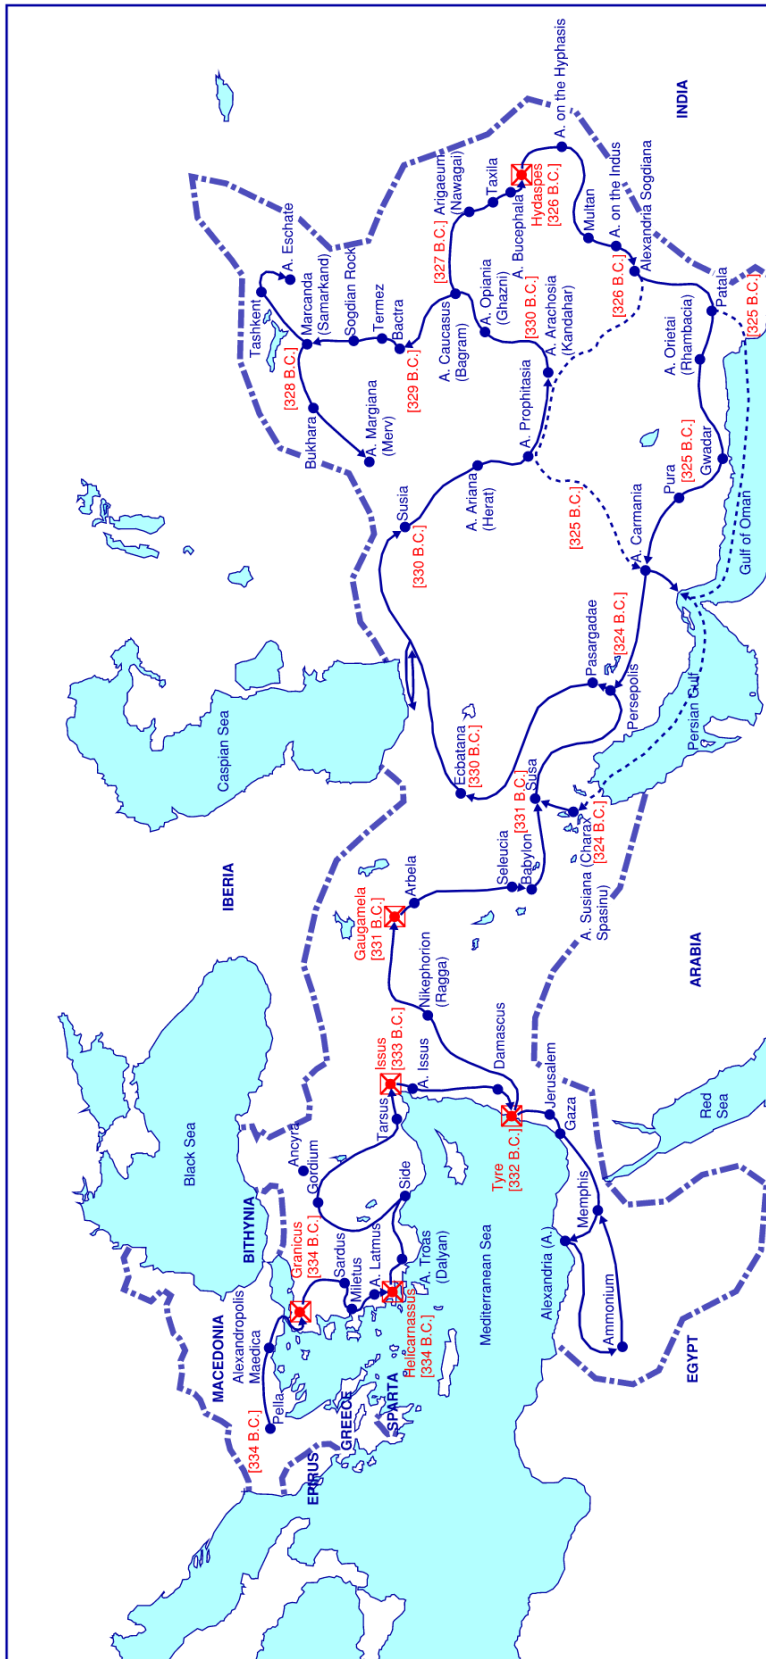 [334 B.C.]
Pella
MACEDONIA
Alexandropolis
Maedica
EPIRUS
GREECE
SPARTA
BITHYNIA
Granicus
[334 B.C.]
Sardus
Miletus
A. Latmus
Helicarnassus
[334 B.C.]
A. Troas
(Dalyan)
Side
Gordium
Ancyra
Tarsus
Issus
[333 B.C.]
A. Issus
Damascus
Tyre
[332 B.C.]
Jerusalem
Gaza
Memphis
Alexandria (A.)
Ammonium
EGYPT
Mediterranean Sea
Black Sea
Red
Sea
IBERIA
ARABIA
Nikephorion
(Ragga)
Gaugamela
[331 B.C.]
Arbela
Seleucia
Babylon
[331 B.C.]
Susa
A. Susiana (Charax
Spasinu)
[324 B.C.]
Caspian Sea
Ecbatana
[330 B.C.]
Pasargadae
Persepolis
[324 B.C.]
Persian Gulf
Susia
[330 B.C.]
A. Ariana
(Herat)
A. Prophitasia
[325 B.C.]
A. Carmania
Pura
[325 B.C.]
Gwadar
Gulf of Oman
A. Margiana
(Merv)
Bukhara
[328 B.C.]
Marcanda
(Samarkand)
Tashkent
A. Eschate
Sogdian Rock
Termez
Bactra
[329 B.C.]
A. Caucasus
(Bagram)
A. Opiania
(Ghazni)
[330 B.C.]
A. Arachosia
(Kandahar)
[327 B.C.]
Arigaeum
(Nawagai)
Taxila
A. Bucephala
Hydaspes
[326 B.C.]
A. on the Hyphasis
Multan
A. on the Indus
Alexandria Sogdiana
[326 B.C.]
Patala
[325 B.C.]
A. Orietai
(Rhambacia)
INDIA